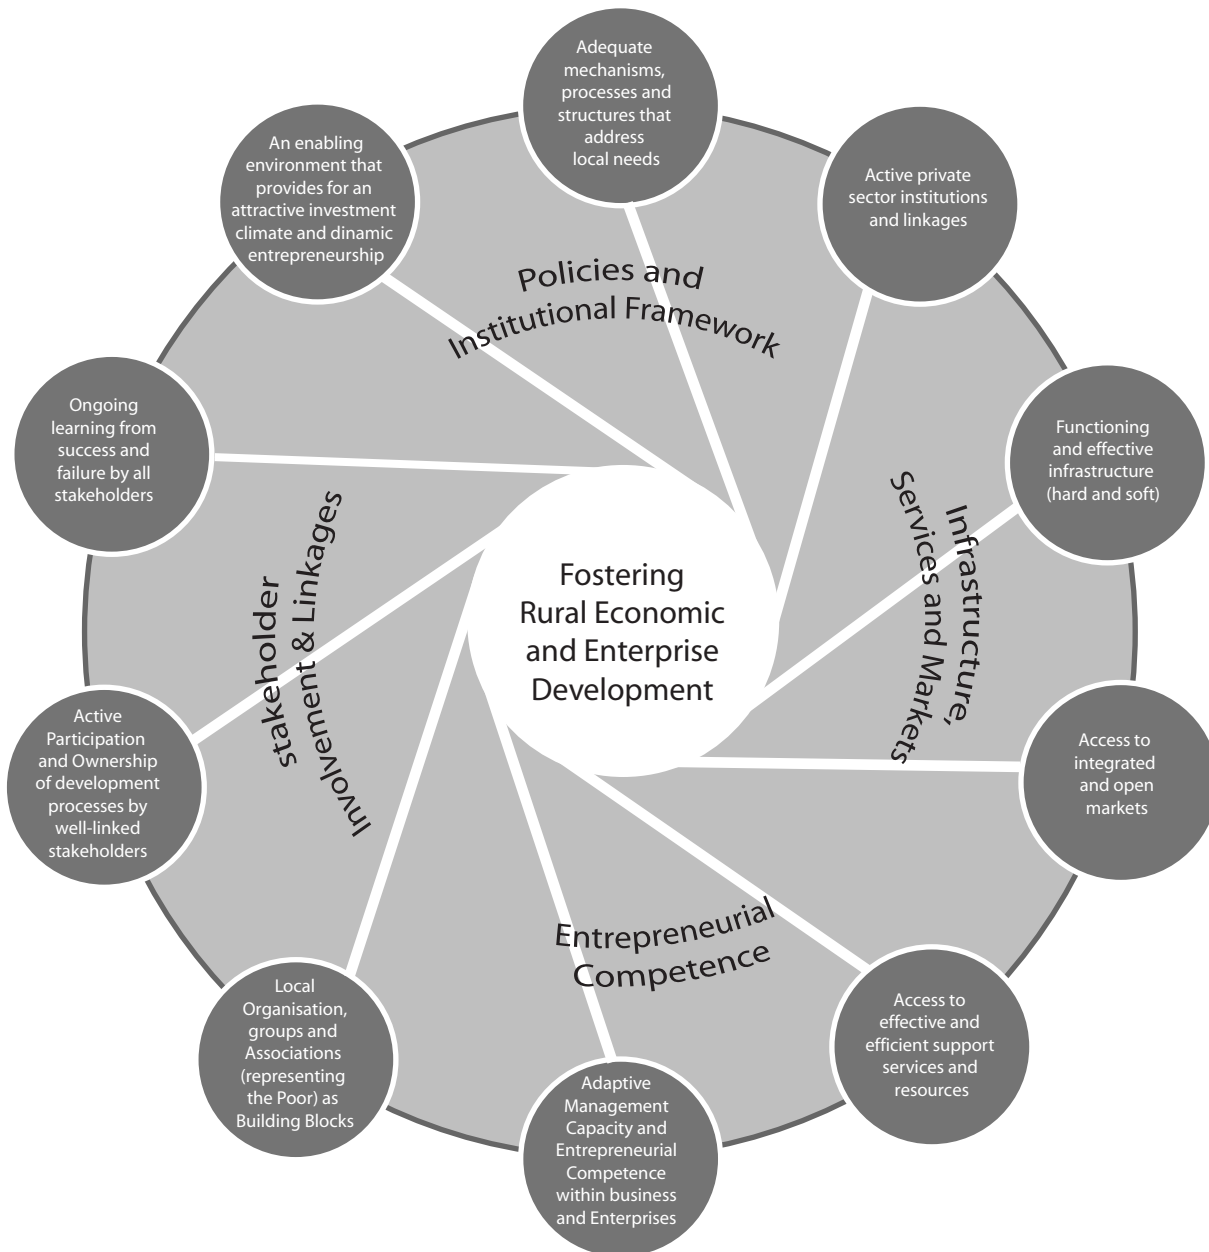 Adequate
mechanisms,
processes and
structures that
address
local needs
An enabling
environment that
provides for an
attractive investment
climate and dinamic
entrepreneurship
Active private
sector institutions
and linkages
Policies and
Institutional Framework
Ongoing
learning from
success and
failure by all
stakeholders
Functioning
and effective
infrastructure
(hard and soft)
Infrastructure,
Services and Markets
stakeholder
Involvement & Linkages
Fostering
Rural Economic
and Enterprise
Development
Active
Participation
and Ownership
of development
processes by
well-linked
stakeholders
Access to
integrated
and open
markets
Entrepreneurial
Competence
Local
Organisation,
groups and
Associations
(representing
the Poor) as
Building Blocks
Adaptive
Management
Capacity and
Entrepreneurial
Competence
within business
and Enterprises
Access to
effective and
efficient support
services and
resources